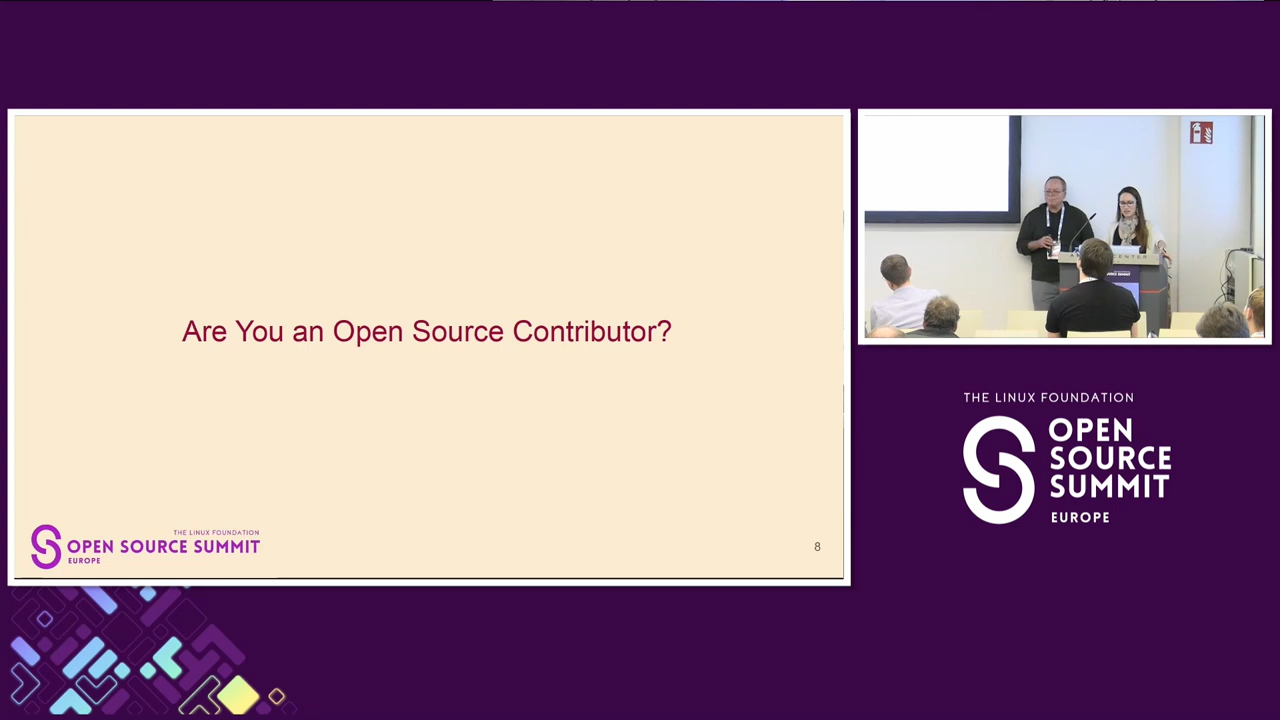 Are You an Open Source Contributor?
THE LINUX FOUNDATION
OPEN SOURCE SUMMIT
EUROPE
8
THE LINUX FOUNDATION
OPEN
SOURCE
SUMMIT
EUROPE